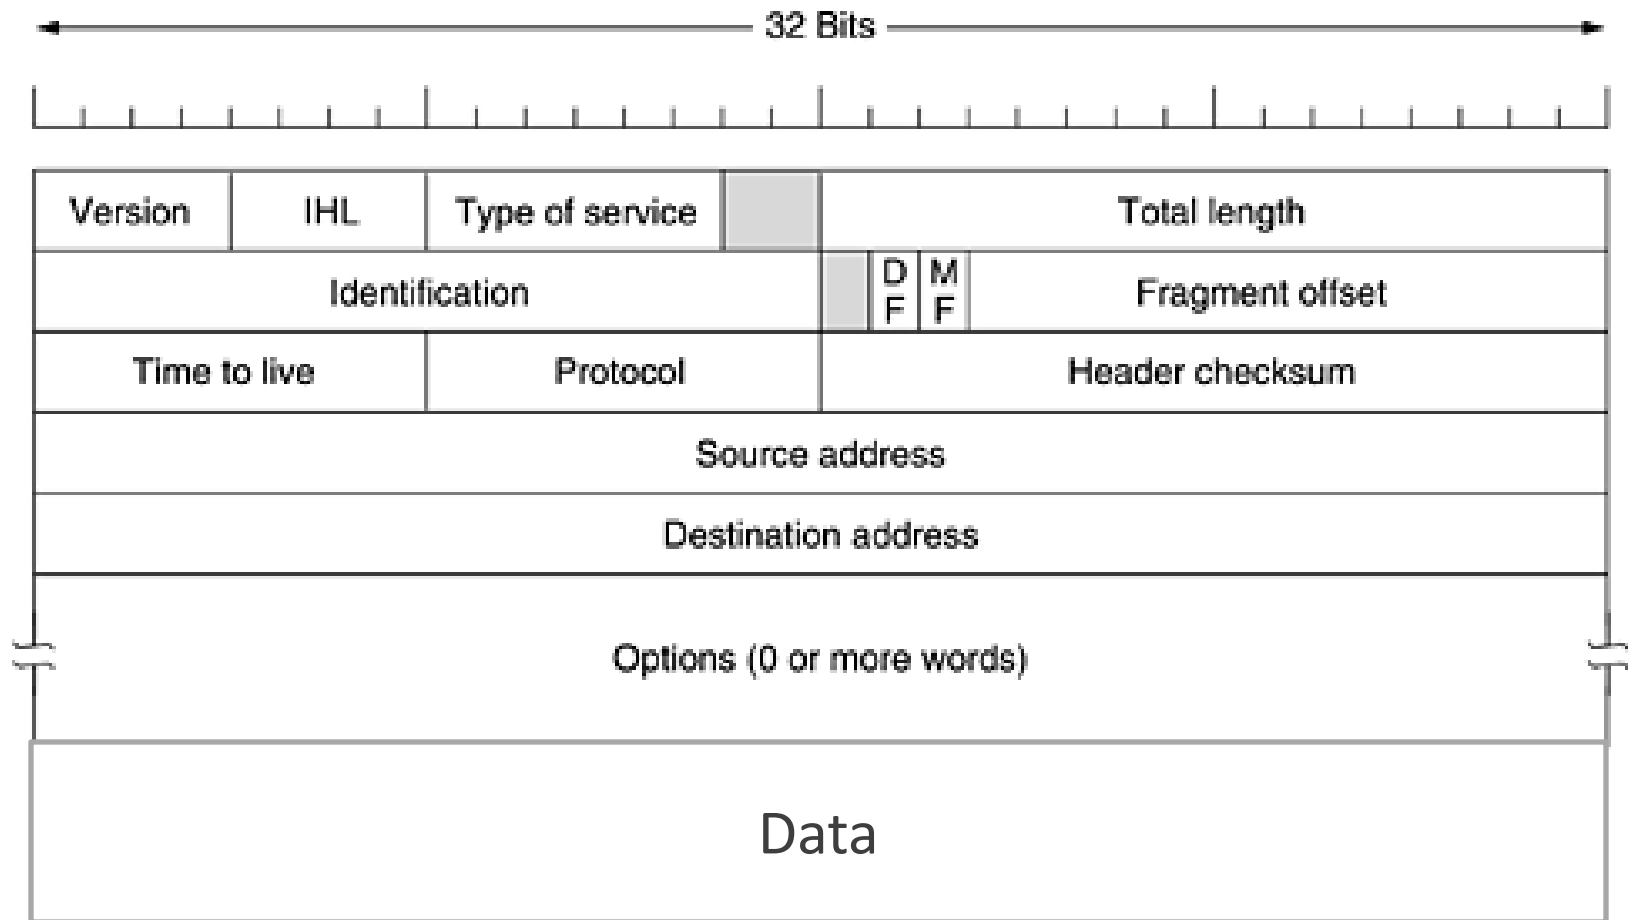 32 Bits
Version IHL Type of service Total length
Identification D F M F Fragment offset
Time to live Protocol Header checksum
Source address
Destination address
Options (0 or more words)
Data